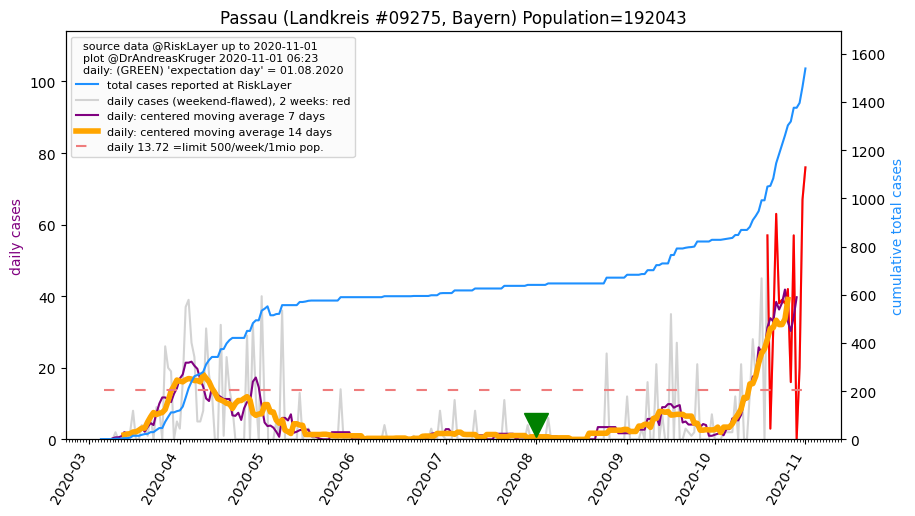 Passau (Landkreis #09275, Bayern) Population=192043
source data @RiskLayer up to 2020-11-01
plot @DrAndreasKruger 2020-11-01 06:23
daily: (GREEN) 'expectation day' = 01.08.2020
total cases reported at RiskLayer
daily cases (weekend-flawed), 2 weeks: red
daily: centered moving average 7 days
daily: centered moving average 14 days
daily 13.72 =limit 500/week/1mio pop.
daily cases
100
80
60
40
20
0
1600
1400
1200
1000
800
600
400
200
0
cumulative total cases
2020-03
2020-04
2020-05
2020-06
2020-07
2020-08
2020-09
2020-10
2020-11